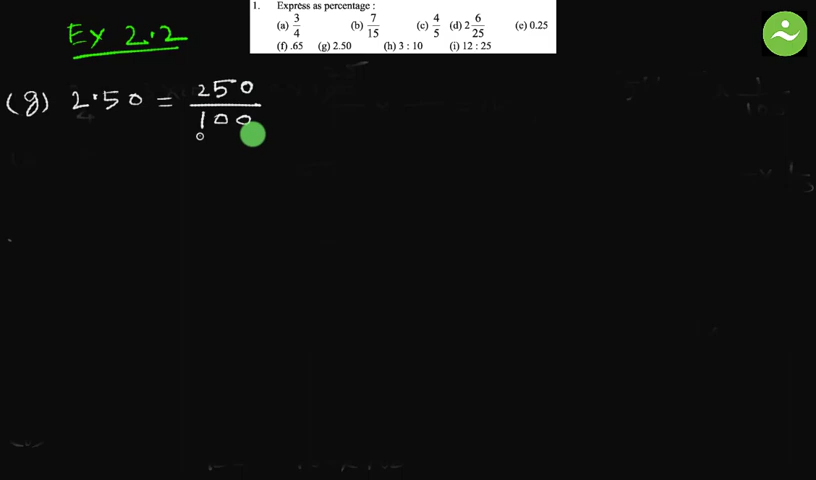 Ex 2.2
1. Express as percentage :
(a) 3/4 (b) 7/15 (c) 4/5 (d) 2 6/25 (e) 0.25
(f) .65 (g) 2.50 (h) 3 : 10 (i) 12 : 25
(g) 2.50 = 250/100